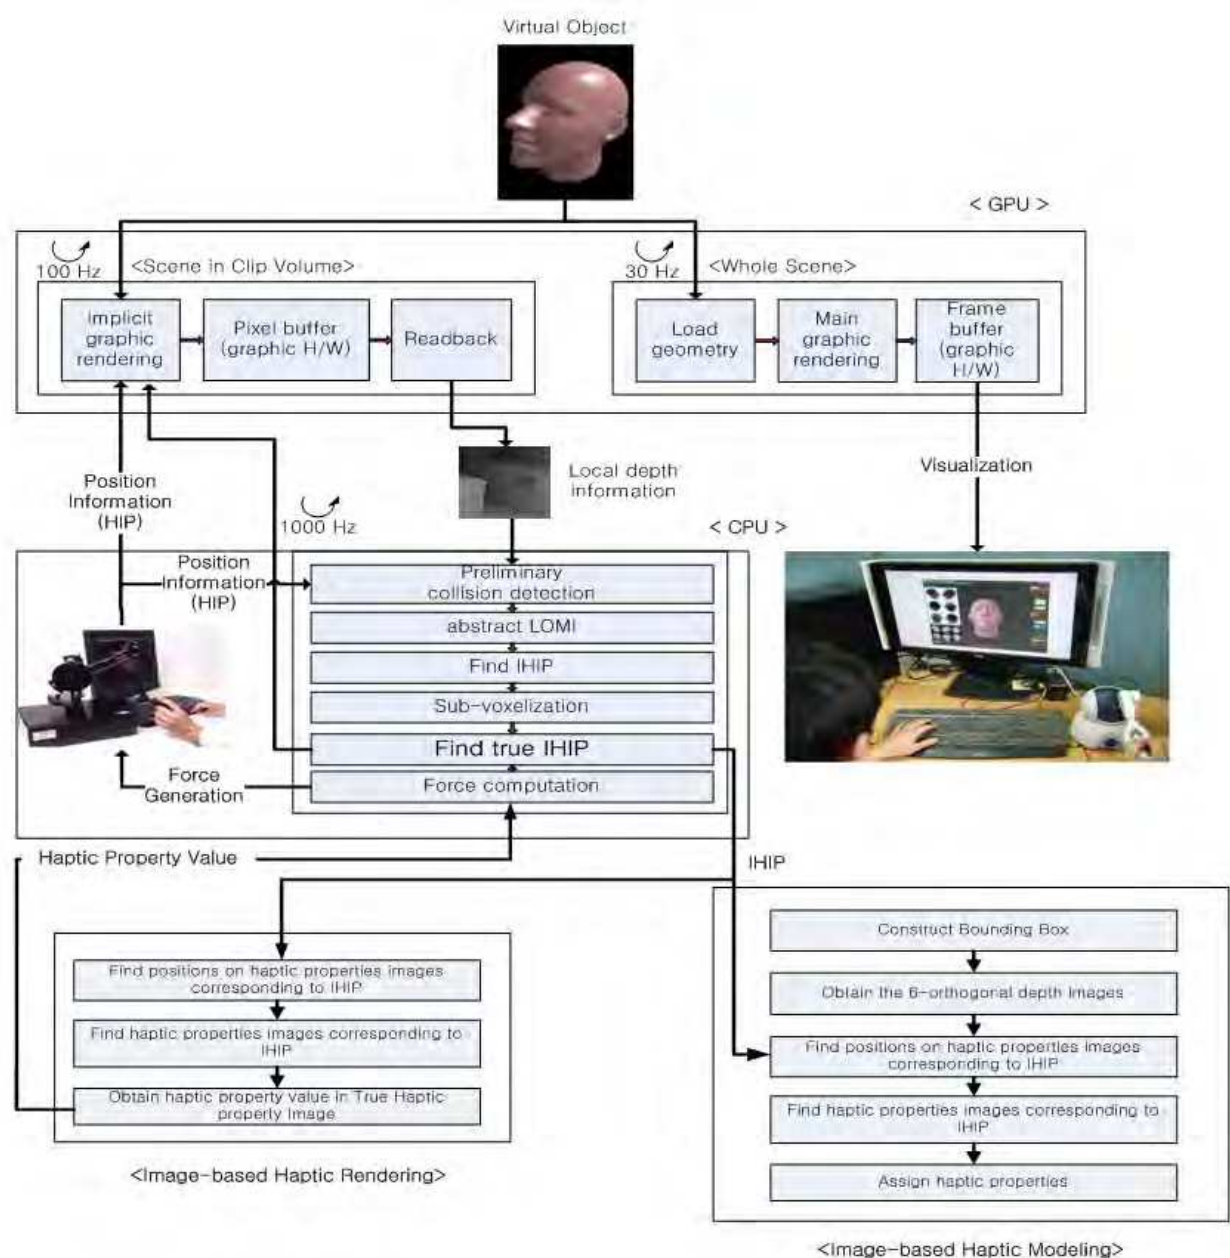 Virtual Object
< GPU >
100 Hz
<Scene in Clip Volume>
30 Hz
<Whole Scene>
Implicit
graphic
rendering
Pixel buffer
(graphic H/W)
Readback
Load
geometry
Main
graphic
rendering
Frame
buffer
(graphic
H/W)
Position
Information
(HIP)
Local depth
information
Visualization
1000 Hz
< CPU >
Position
Information
(HIP)
Preliminary
collision detection
abstract LOMI
Find IHIP
Sub-voxelization
Find true IHIP
Force computation
Force
Generation
Haptic Property Value
IHIP
Find positions on haptic properties images
corresponding to IHIP
Find haptic properties images corresponding to
IHIP
Obtain haptic property value in True Haptic
property Image
<Image-based Haptic Rendering>
Construct Bounding Box
Obtain the 6-orthogonal depth Images
Find positions on haptic properties images
corresponding to IHIP
Find haptic properties images corresponding to
IHIP
Assign haptic properties
<Image-based Haptic Modeling>